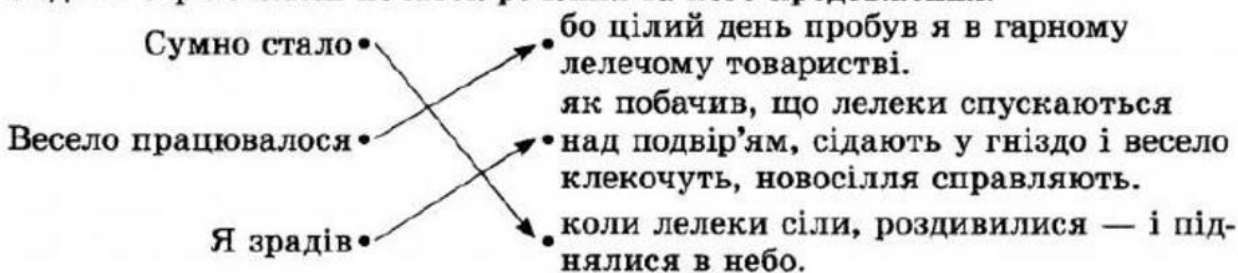 Сумно стало •
Весело працювалося •
Я зрадів •
• бо цілий день пробув я в гарному
лелечому товаристві.
як побачив, що лелеки спускаються
• над подвір'ям, сідають у гніздо і весело
клекочуть, новосілля справляють.
• коли лелеки сіли, роздивилися — і під-
нялися в небо.